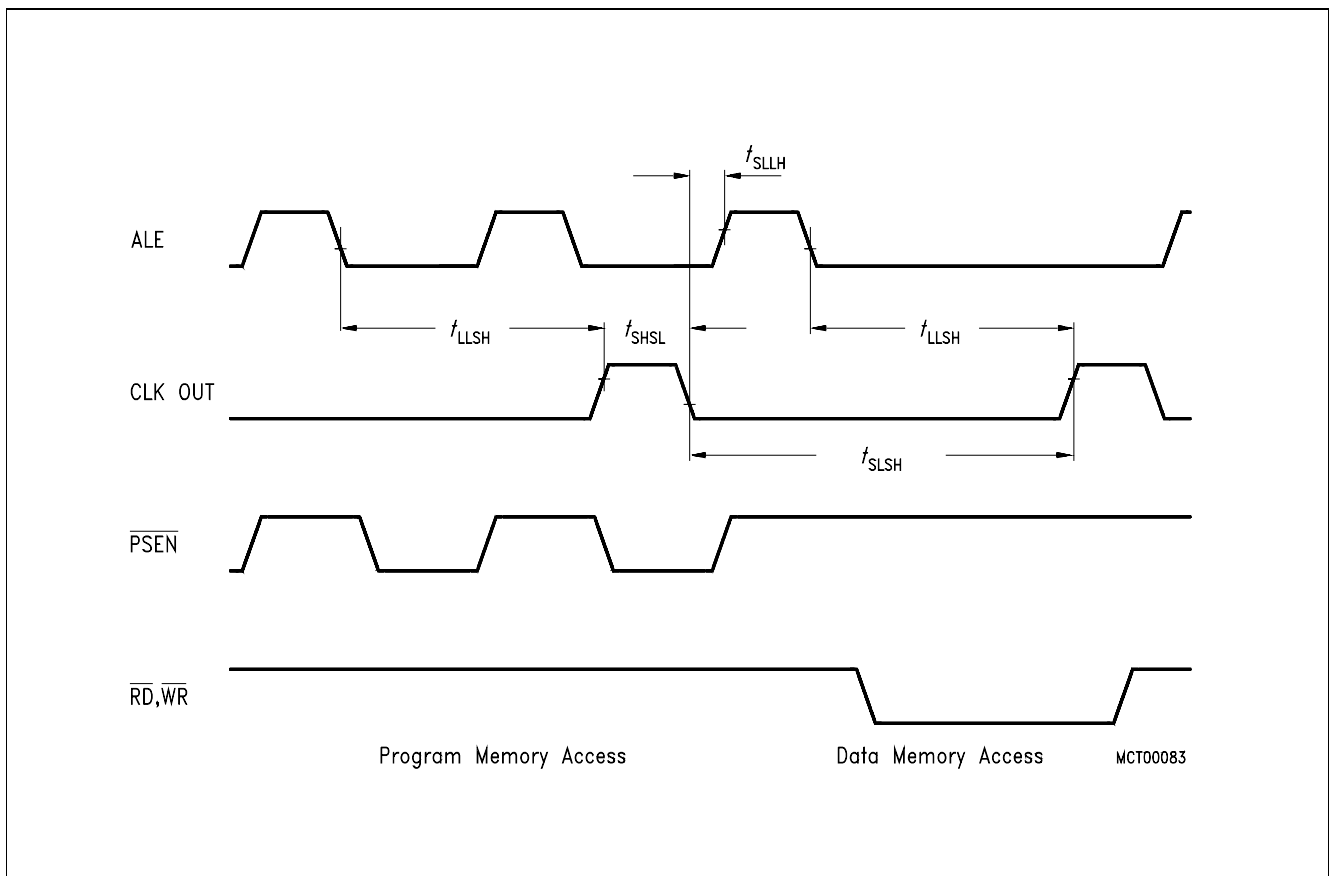 tSLLH
ALE
tLLSH
tSHSL
tLLSH
CLK OUT
tSLSH
PSEN
RD,WR
Program Memory Access
Data Memory Access
MCT00083